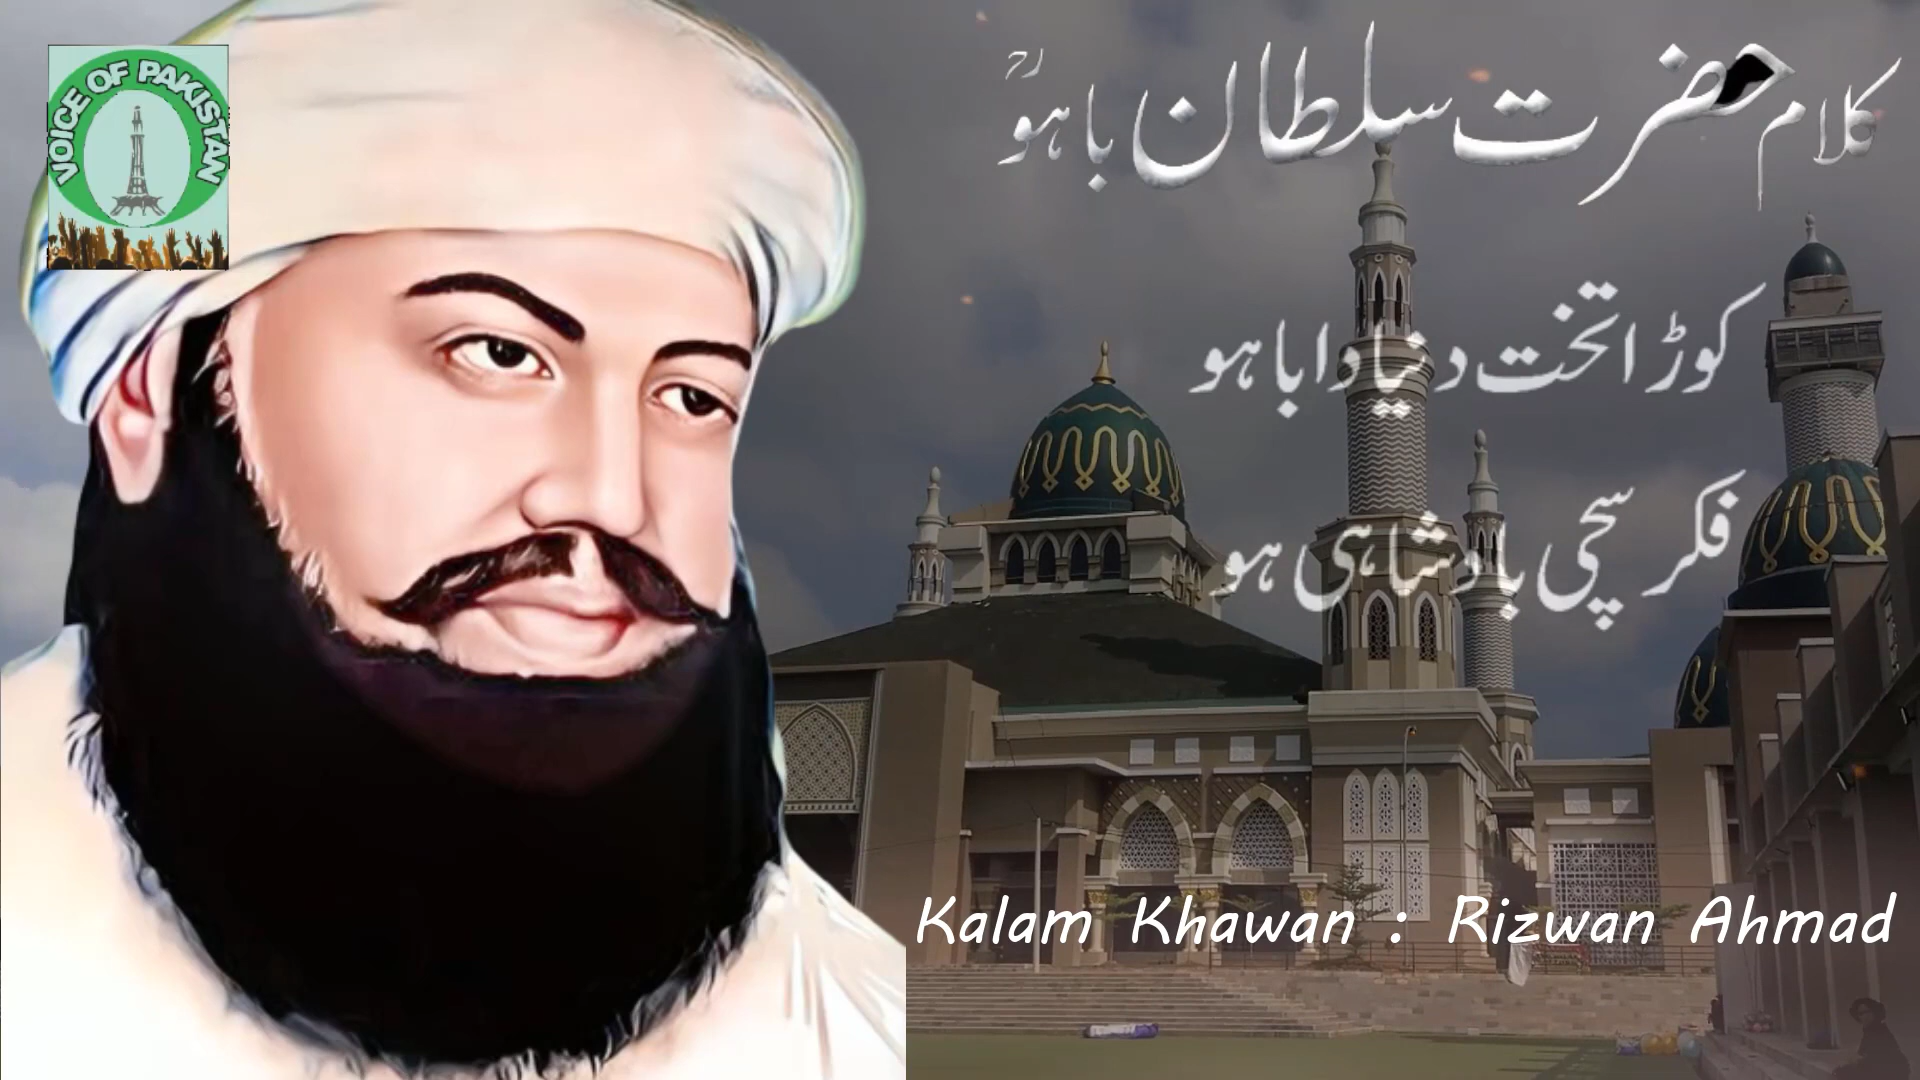 VOICE OF PAKISTAN
کلام حضرت سلطان باہوؒ
کوڑا تخت دنیا دا باہو
فکر سچی بادشاہی ہو
Kalam Khawan : Rizwan Ahmad